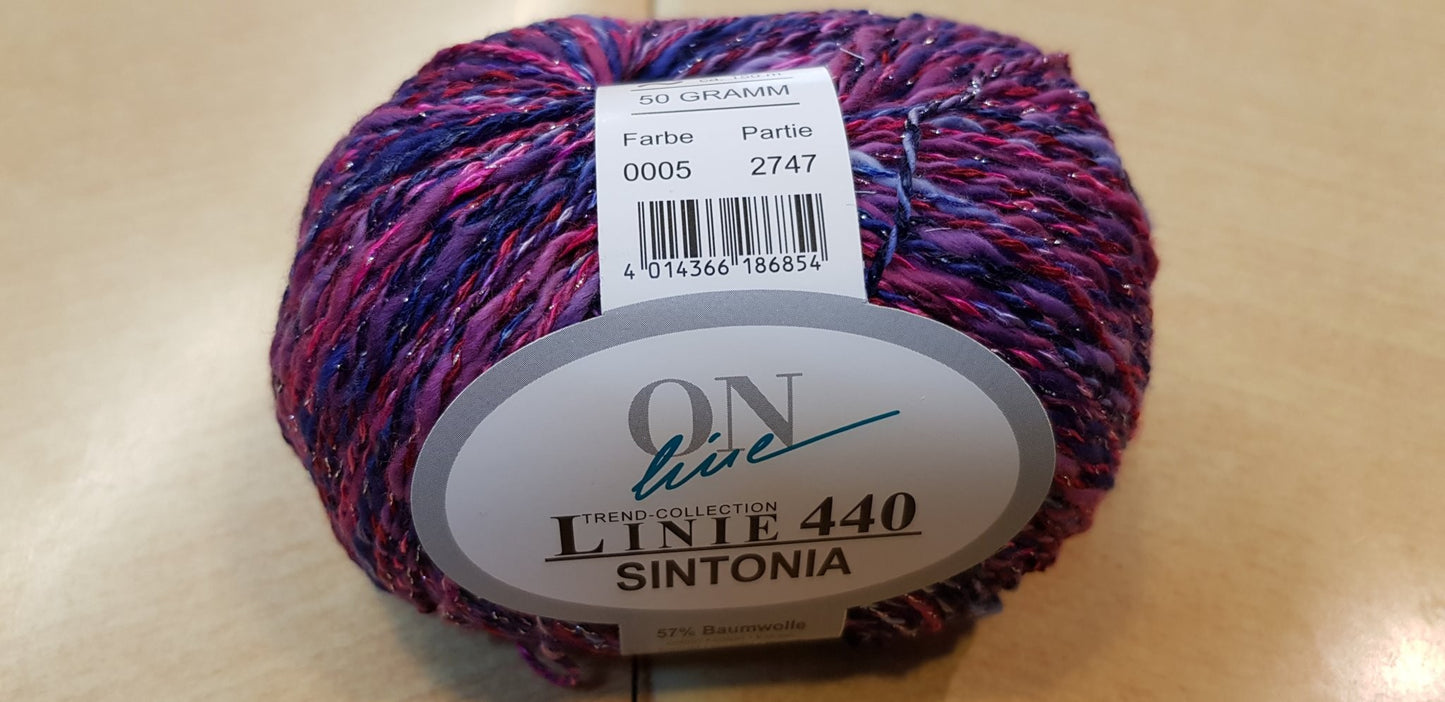 50 GRAMM
Farbe Partie
0005 2747
4 014366 186854
ON
line
TREND-COLLECTION
LINIE 440
SINTONIA
57% Baumwolle